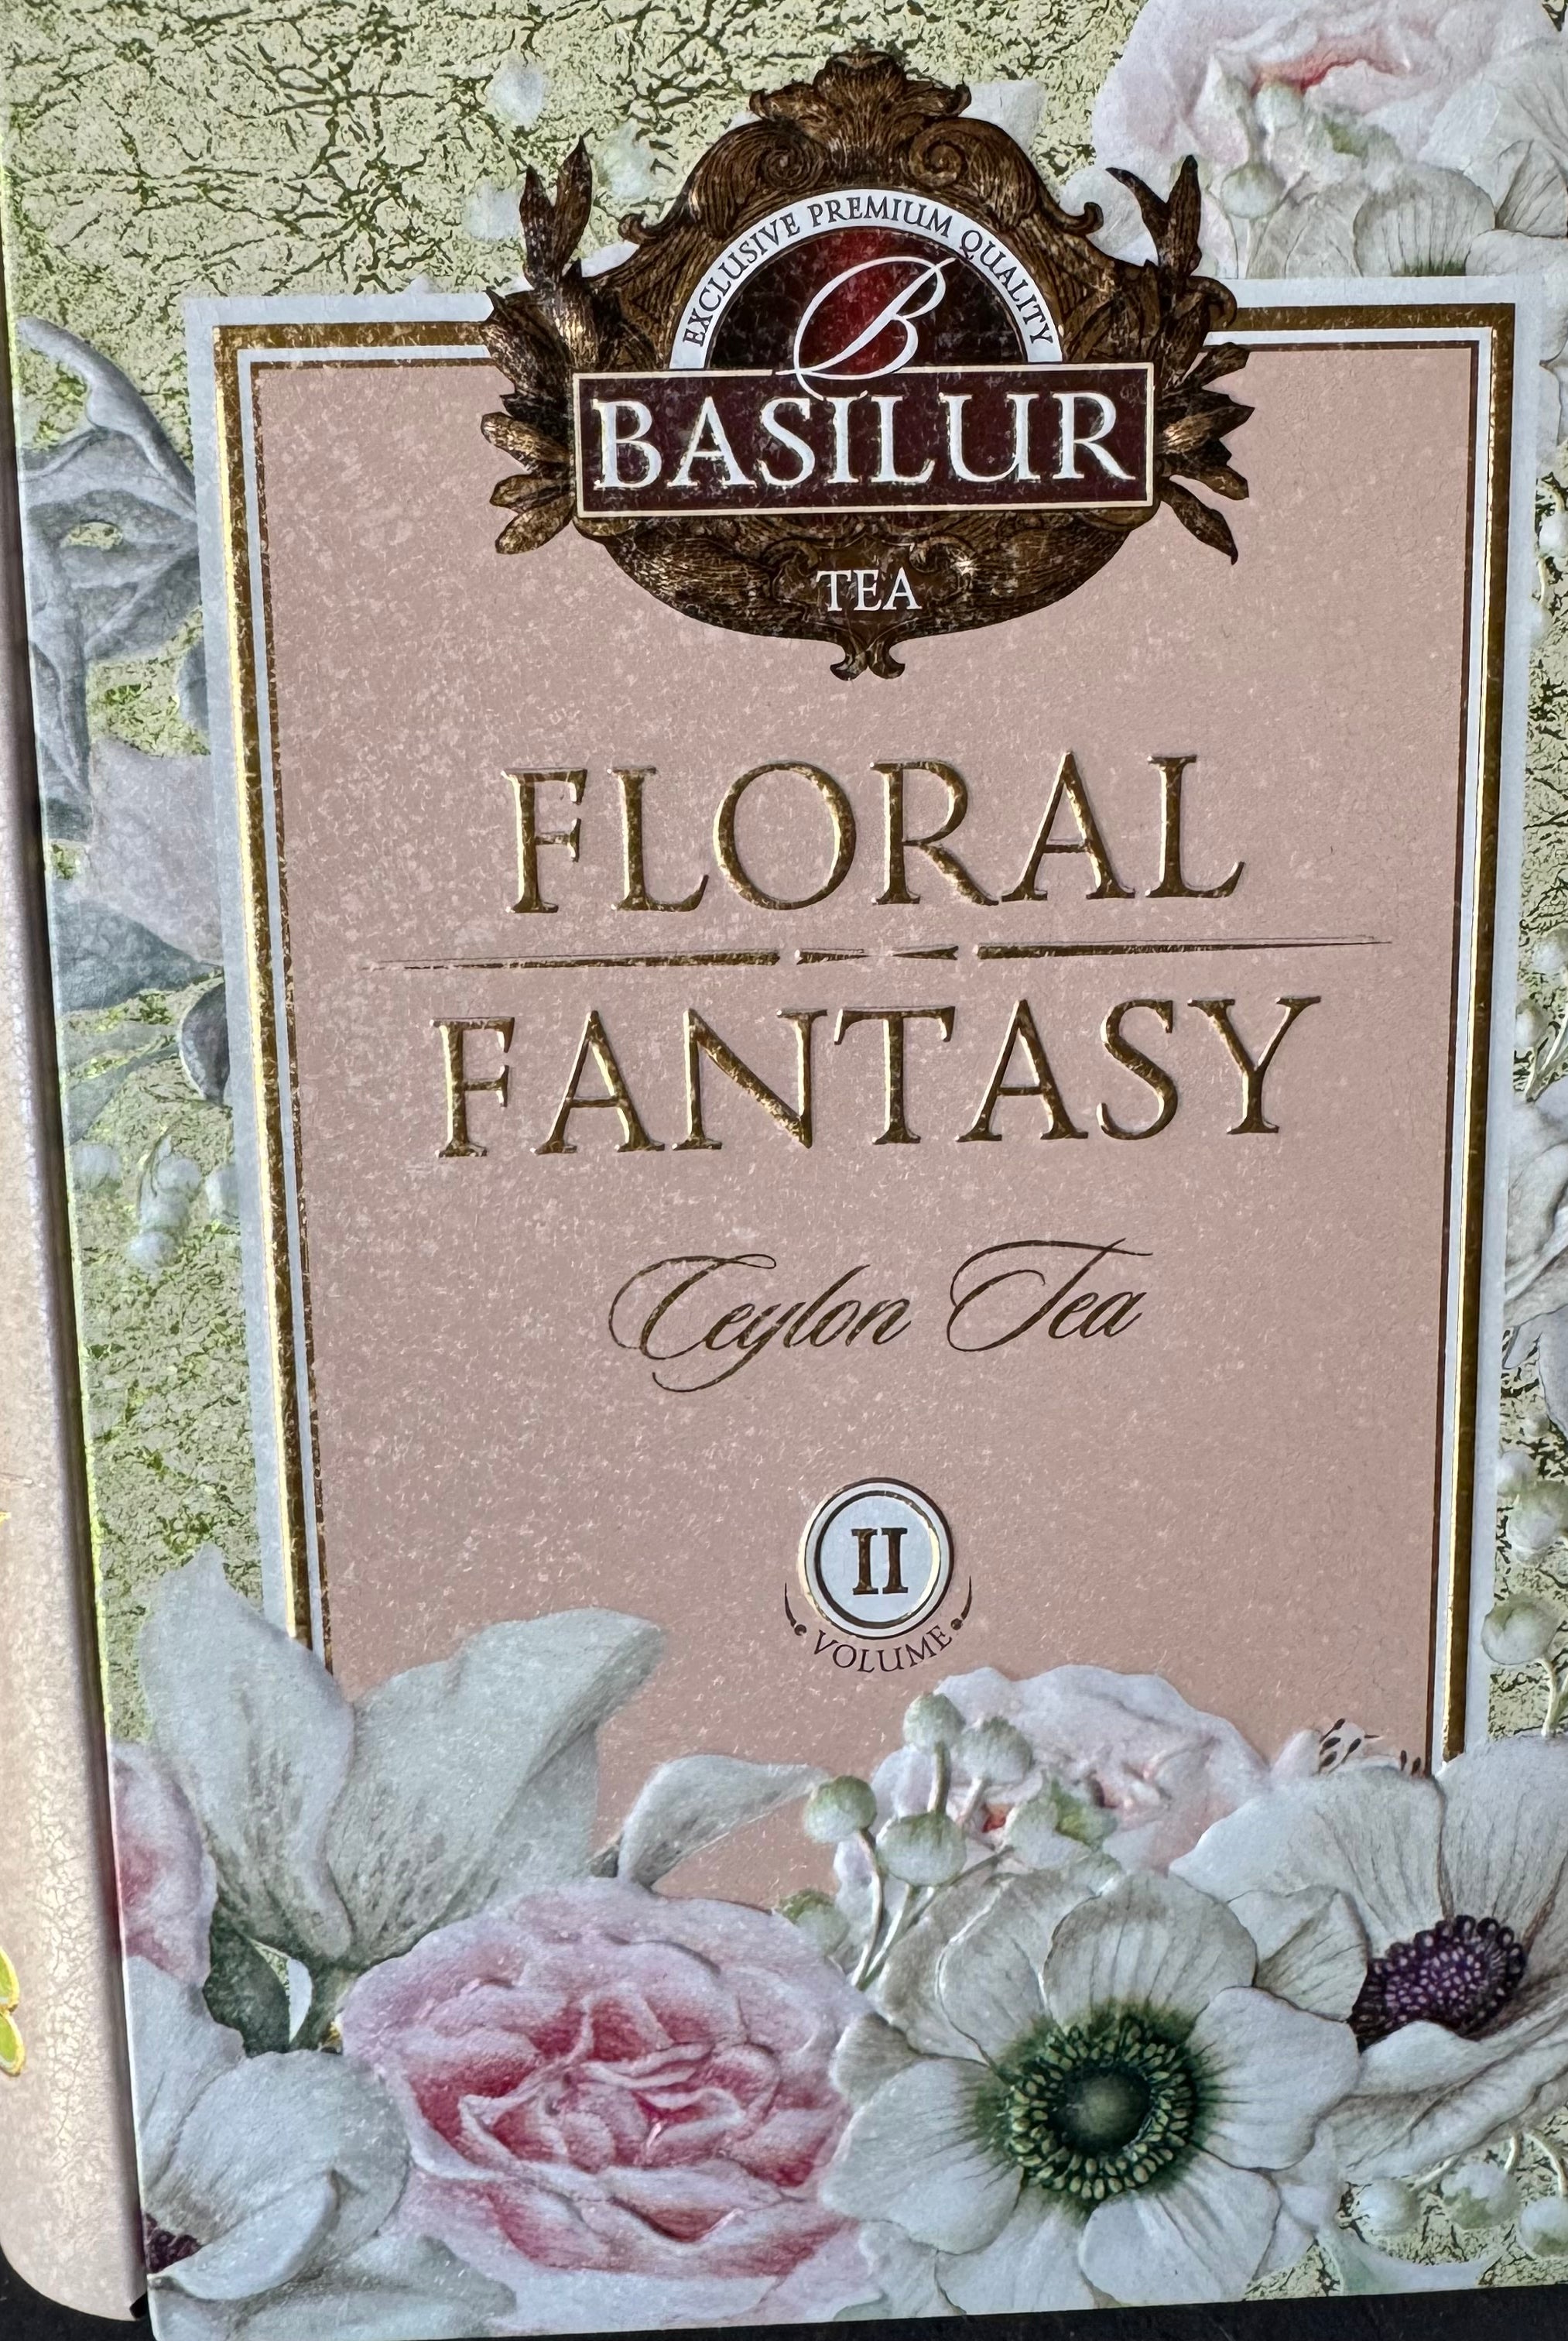 EXCLUSIVE PREMIUM QUALITY
B
BASILUR
TEA
FLORAL
FANTASY
Ceylon Tea
II
VOLUME